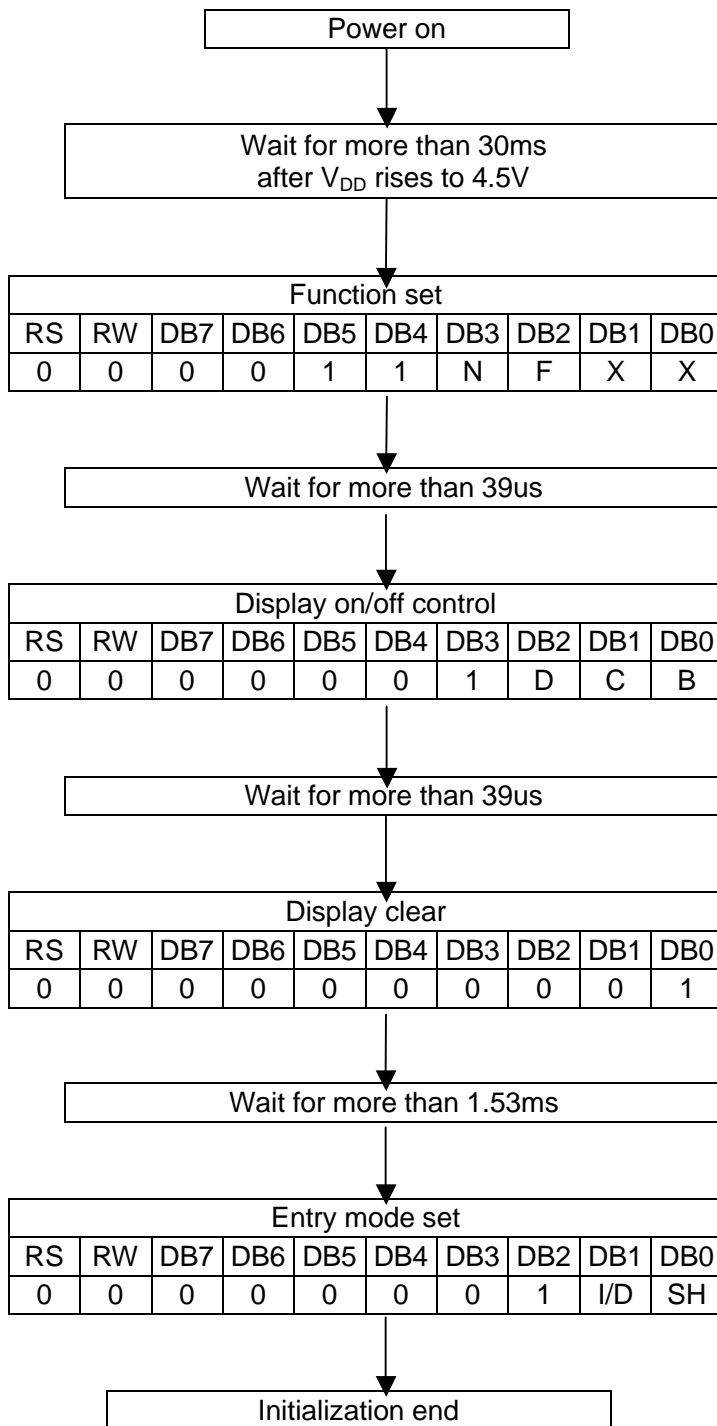 Power on
Wait for more than 30ms
after VDD rises to 4.5V
Function set
RS RW DB7 DB6 DB5 DB4 DB3 DB2 DB1 DB0
0 0 0 0 1 1 N F X X
Wait for more than 39us
Display on/off control
RS RW DB7 DB6 DB5 DB4 DB3 DB2 DB1 DB0
0 0 0 0 0 0 1 D C B
Wait for more than 39us
Display clear
RS RW DB7 DB6 DB5 DB4 DB3 DB2 DB1 DB0
0 0 0 0 0 0 0 0 0 1
Wait for more than 1.53ms
Entry mode set
RS RW DB7 DB6 DB5 DB4 DB3 DB2 DB1 DB0
0 0 0 0 0 0 0 1 I/D SH
Initialization end